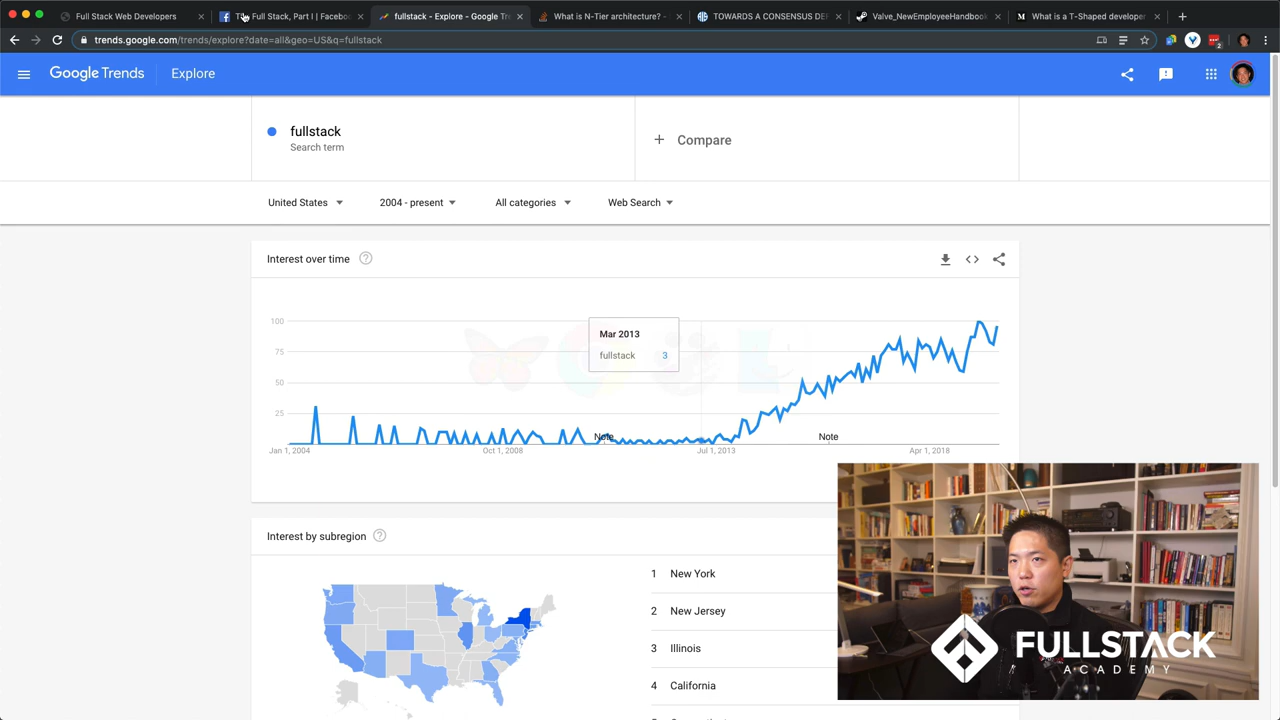 Full Stack Web Developers
The Full Stack, Part I | Faceboo
fullstack - Explore - Google Tre
What is N-Tier architecture? -
TOWARDS A CONSENSUS DEF
Valve_NewEmployeeHandbook
What is a T-Shaped developer
trends.google.com/trends/explore?date=all&geo=US&q=fullstack
Google Trends
Explore
fullstack
Search term
+ Compare
United States
2004 - present
All categories
Web Search
Interest over time
100
75
50
25
Mar 2013
fullstack 3
Note
Note
Jan 1, 2004
Oct 1, 2008
Jul 1, 2013
Apr 1, 2018
Interest by subregion
1 New York
2 New Jersey
3 Illinois
4 California
FULLSTACK
ACADEMY